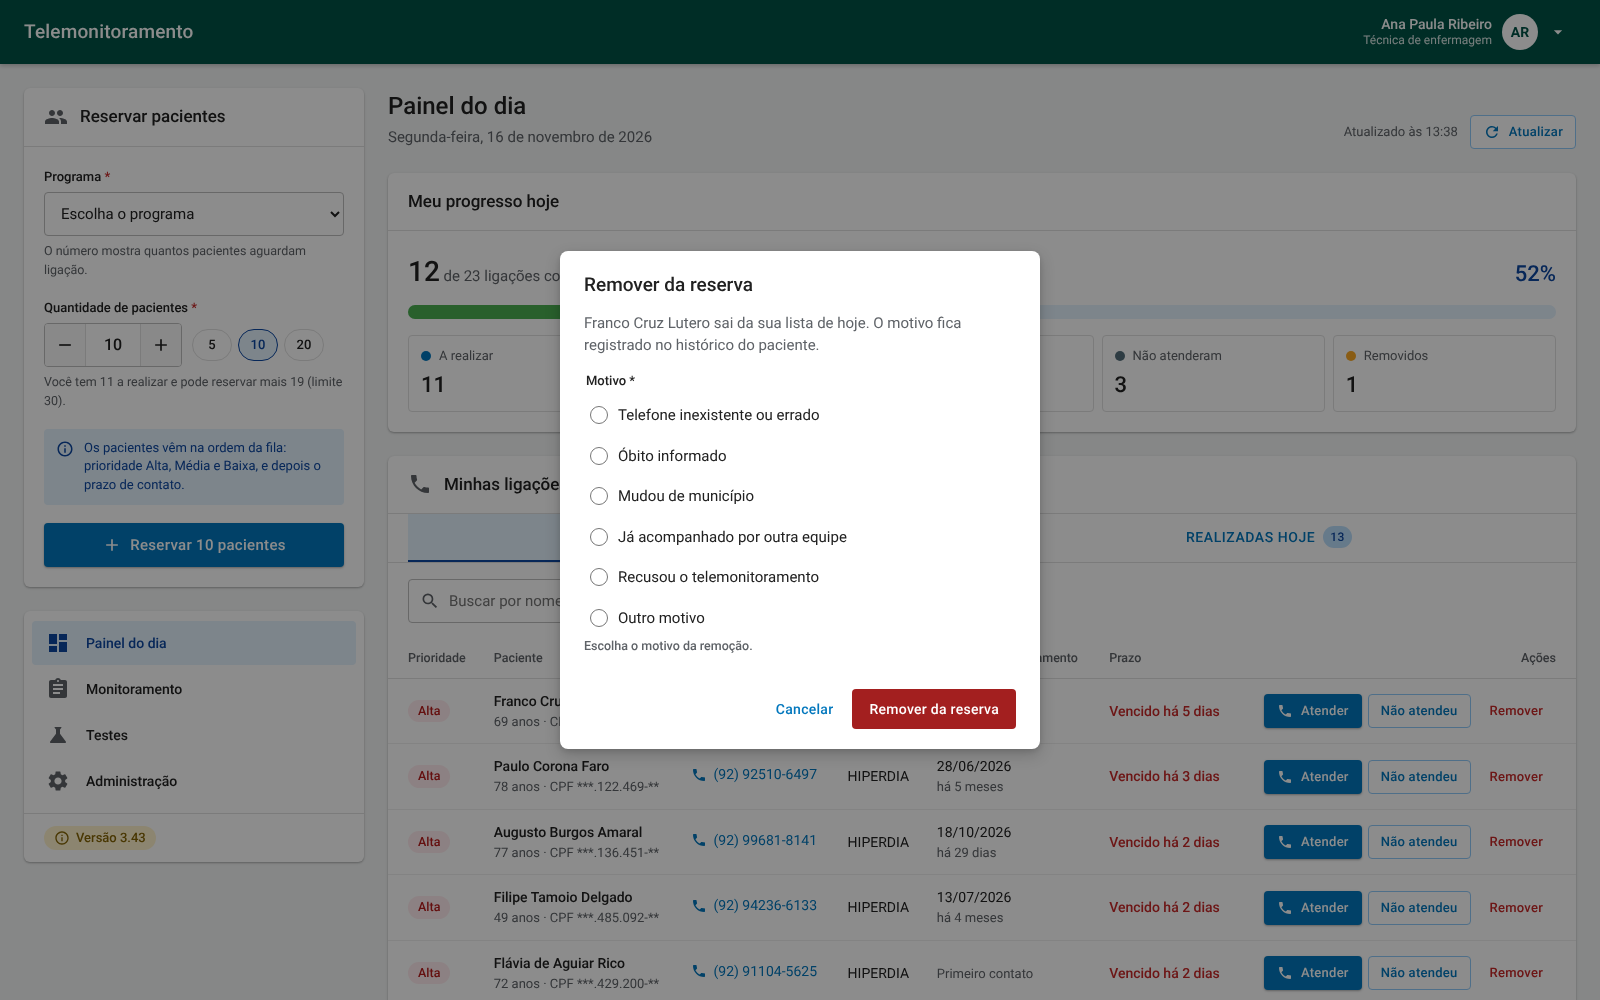 Telemonitoramento
Ana Paula Ribeiro
Técnica de enfermagem
AR
Reservar pacientes
Programa *
Escolha o programa
O número mostra quantos pacientes aguardam
ligação.
Quantidade de pacientes *
10
5
10
20
Você tem 11 a realizar e pode reservar mais 19 (limite
30).
Os pacientes vêm na ordem da fila:
prioridade Alta, Média e Baixa, e depois o
prazo de contato.
Reservar 10 pacientes
Painel do dia
Monitoramento
Testes
Administração
Versão 3.43
Painel do dia
Segunda-feira, 16 de novembro de 2026
Atualizado às 13:38
Atualizar
Meu progresso hoje
12 de 23 ligações co
52%
A realizar
11
Não atenderam
3
Removidos
1
Minhas ligaçõe
REALIZADAS HOJE 13
Buscar por nome
Prioridade Paciente amento Prazo Ações
Alta
Franco Cru
69 anos · C
Vencido há 5 dias
Atender
Não atendeu
Remover
Alta
Paulo Corona Faro
78 anos · CPF ***.122.469-**
(92) 92510-6497
HIPERDIA
28/06/2026
há 5 meses
Vencido há 3 dias
Atender
Não atendeu
Remover
Alta
Augusto Burgos Amaral
77 anos · CPF ***.136.451-**
(92) 99681-8141
HIPERDIA
18/10/2026
há 29 dias
Vencido há 2 dias
Atender
Não atendeu
Remover
Alta
Filipe Tamoio Delgado
49 anos · CPF ***.485.092-**
(92) 94236-6133
HIPERDIA
13/07/2026
há 4 meses
Vencido há 2 dias
Atender
Não atendeu
Remover
Alta
Flávia de Aguiar Rico
72 anos · CPF ***.429.200-**
(92) 91104-5625
HIPERDIA
Primeiro contato
Vencido há 2 dias
Atender
Não atendeu
Remover
Remover da reserva
Franco Cruz Lutero sai da sua lista de hoje. O motivo fica
registrado no histórico do paciente.
Motivo *
Telefone inexistente ou errado
Óbito informado
Mudou de município
Já acompanhado por outra equipe
Recusou o telemonitoramento
Outro motivo
Escolha o motivo da remoção.
Cancelar
Remover da reserva